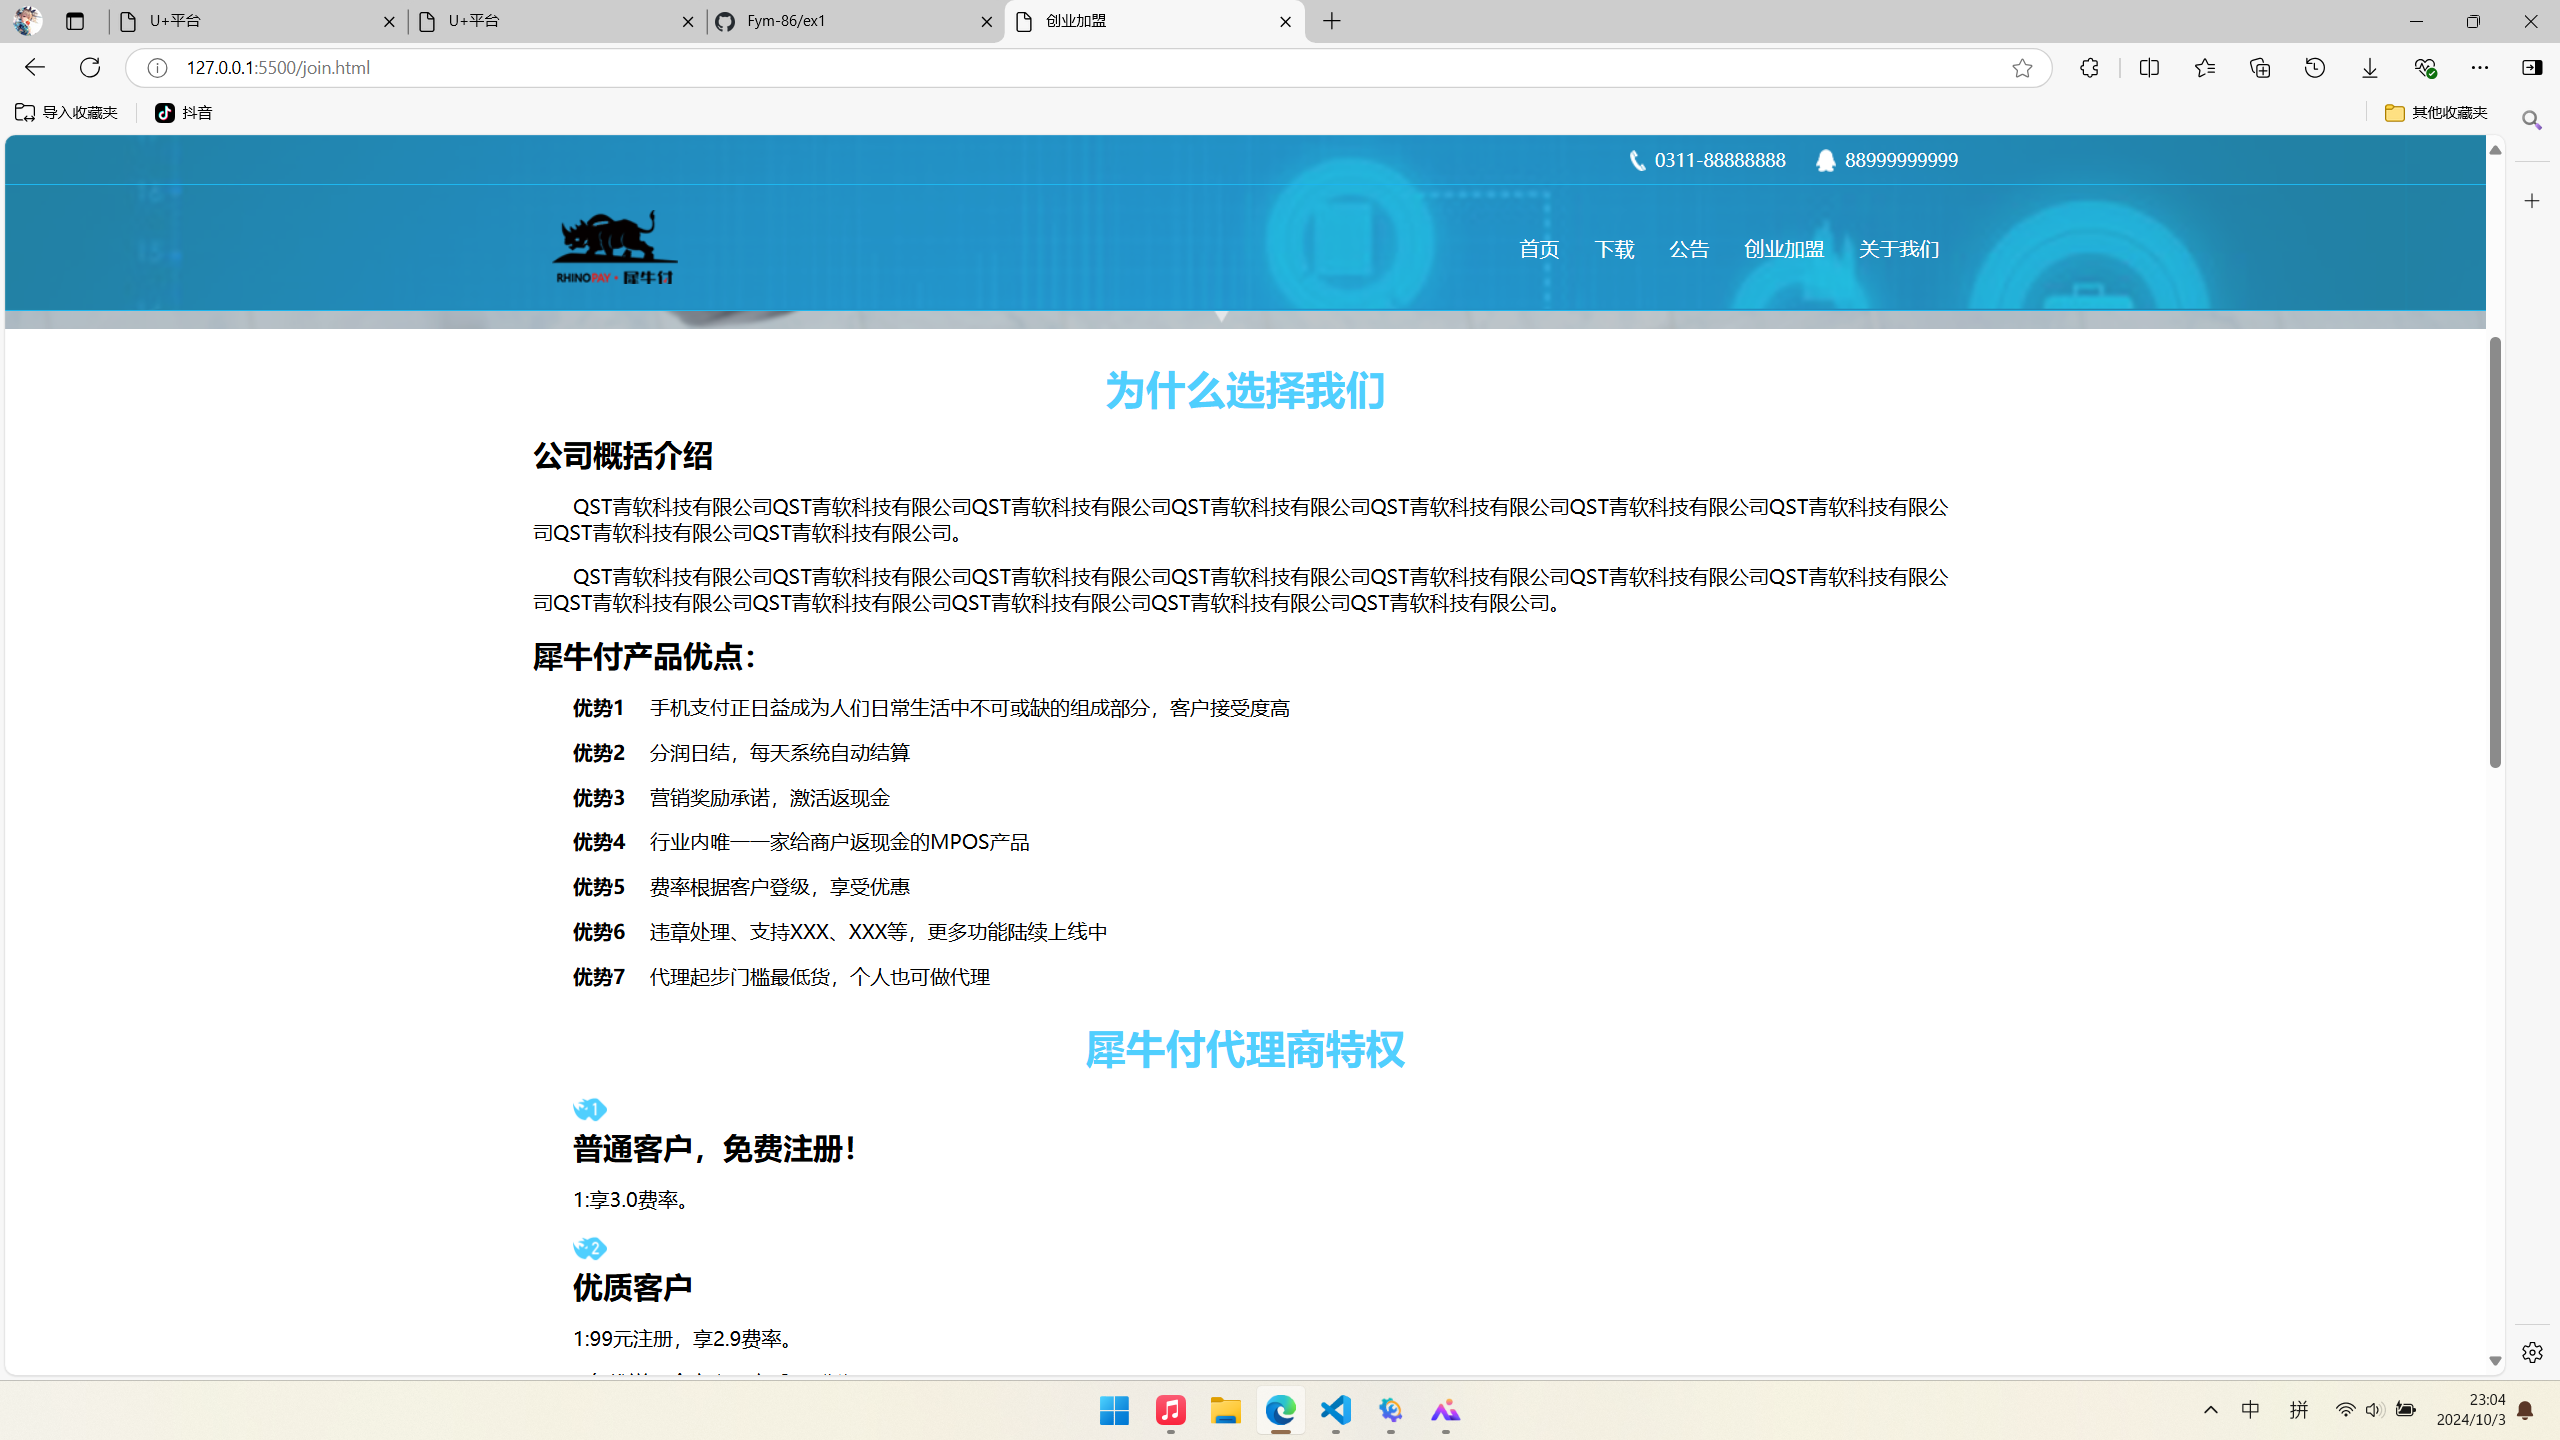 U+平台
U+平台
Fym-86/ex1
创业加盟
127.0.0.1:5500/join.html
导入收藏夹
抖音
其他收藏夹
0311-88888888
88999999999
RHINOPAY·犀牛付
首页
下载
公告
创业加盟
关于我们
为什么选择我们
公司概括介绍
QST青软科技有限公司QST青软科技有限公司QST青软科技有限公司QST青软科技有限公司QST青软科技有限公司QST青软科技有限公司QST青软科技有限公
司QST青软科技有限公司QST青软科技有限公司。
QST青软科技有限公司QST青软科技有限公司QST青软科技有限公司QST青软科技有限公司QST青软科技有限公司QST青软科技有限公司QST青软科技有限公
司QST青软科技有限公司QST青软科技有限公司QST青软科技有限公司QST青软科技有限公司QST青软科技有限公司。
犀牛付产品优点：
优势1 手机支付正日益成为人们日常生活中不可或缺的组成部分，客户接受度高
优势2 分润日结，每天系统自动结算
优势3 营销奖励承诺，激活返现金
优势4 行业内唯一一家给商户返现金的MPOS产品
优势5 费率根据客户登级，享受优惠
优势6 违章处理、支持XXX、XXX等，更多功能陆续上线中
优势7 代理起步门槛最低货，个人也可做代理
犀牛付代理商特权
1
普通客户，免费注册！
1:享3.0费率。
2
优质客户
1:99元注册，享2.9费率。
中
拼
23:04
2024/10/3